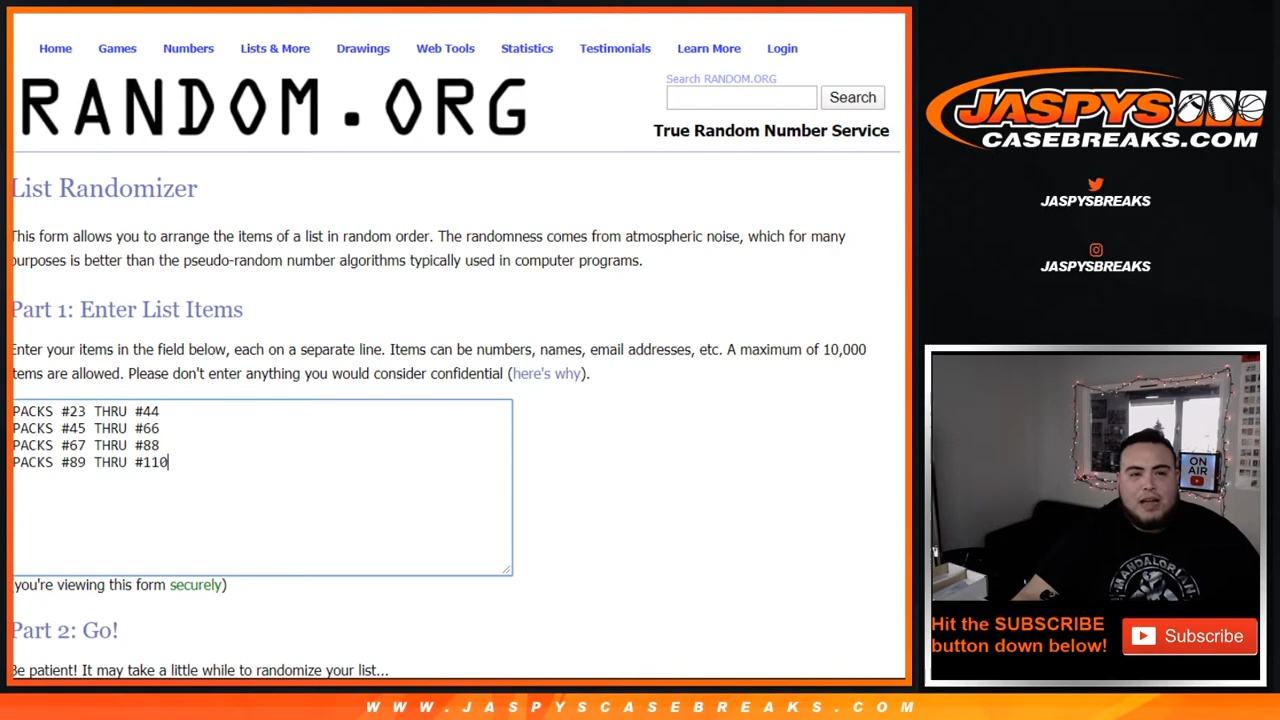 Home Games Numbers Lists & More Drawings Web Tools Statistics Testimonials Learn More Login
RANDOM.ORG
Search RANDOM.ORG
Search
True Random Number Service
List Randomizer
This form allows you to arrange the items of a list in random order. The randomness comes from atmospheric noise, which for many
purposes is better than the pseudo-random number algorithms typically used in computer programs.
Part 1: Enter List Items
Enter your items in the field below, each on a separate line. Items can be numbers, names, email addresses, etc. A maximum of 10,000
items are allowed. Please don't enter anything you would consider confidential (here's why).
PACKS #23 THRU #44
PACKS #45 THRU #66
PACKS #67 THRU #88
PACKS #89 THRU #110
you're viewing this form securely)
Part 2: Go!
Be patient! It may take a little while to randomize your list...
JASPYS
CASEBREAKS.COM
JASPYSBREAKS
JASPYSBREAKS
ON
AIR
MANDALORIAN
Hit the SUBSCRIBE
button down below!
Subscribe
WWW.JASPYSCASEBREAKS.COM